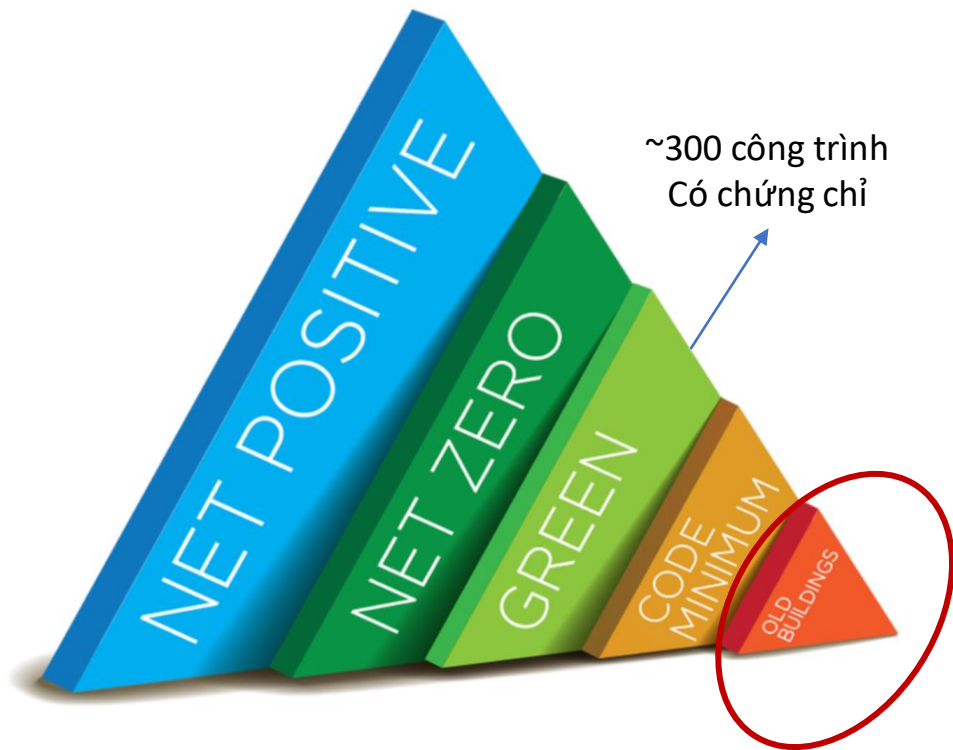 ~300 công trình
Có chứng chỉ
NET POSITIVE
NET ZERO
GREEN
CODE
MINIMUM
OLD
BUILDINGS